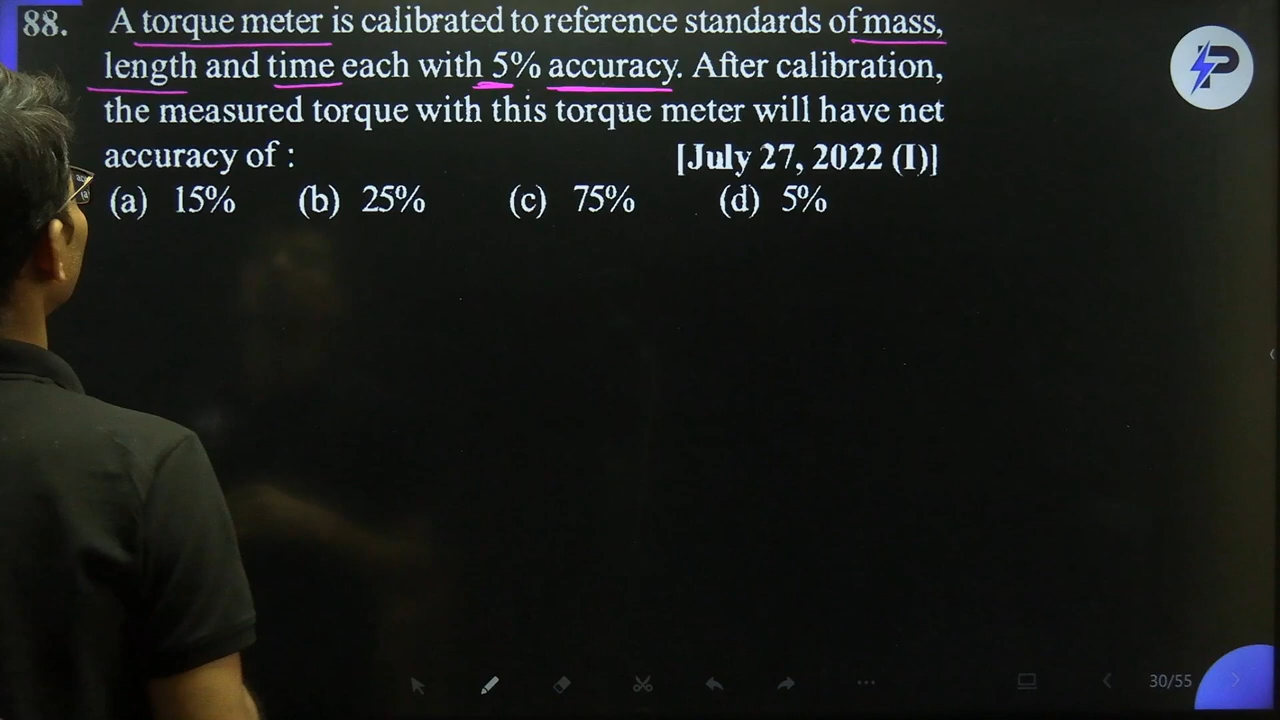 88. A torque meter is calibrated to reference standards of mass,
length and time each with 5% accuracy. After calibration,
the measured torque with this torque meter will have net
accuracy of : [July 27, 2022 (I)]
(a) 15% (b) 25% (c) 75% (d) 5%
P
30/55